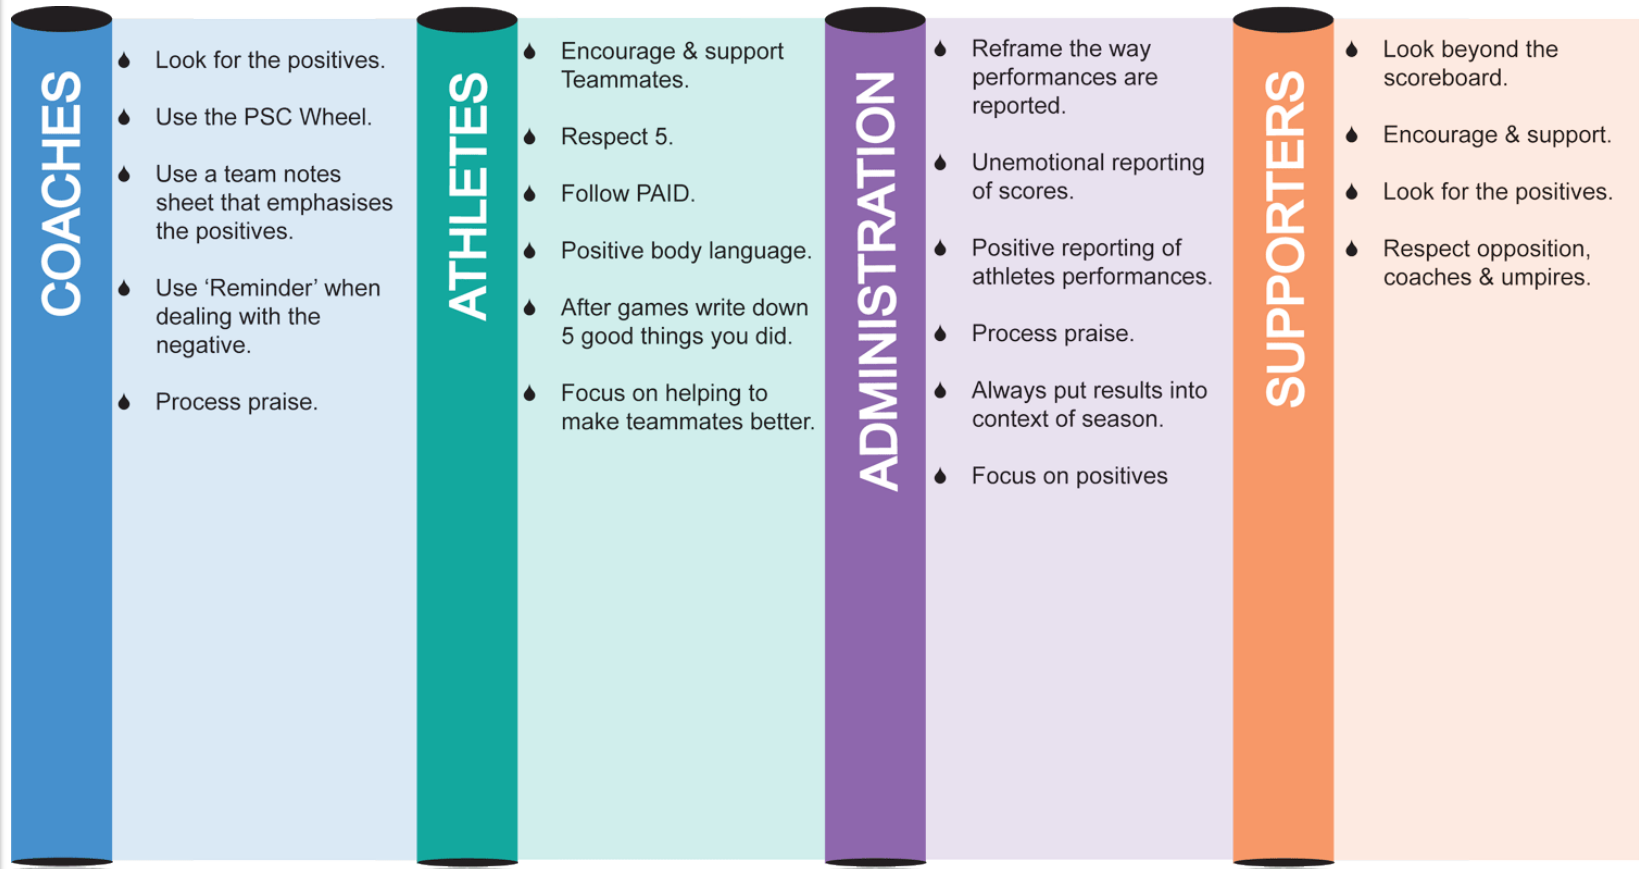 COACHES
Look for the positives.
Use the PSC Wheel.
Use a team notes
sheet that emphasises
the positives.
Use ‘Reminder’ when
dealing with the
negative.
Process praise.
ATHLETES
Encourage & support
Teammates.
Respect 5.
Follow PAID.
Positive body language.
After games write down
5 good things you did.
Focus on helping to
make teammates better.
ADMINISTRATION
Reframe the way
performances are
reported.
Unemotional reporting
of scores.
Positive reporting of
athletes performances.
Process praise.
Always put results into
context of season.
Focus on positives
SUPPORTERS
Look beyond the
scoreboard.
Encourage & support.
Look for the positives.
Respect opposition,
coaches & umpires.